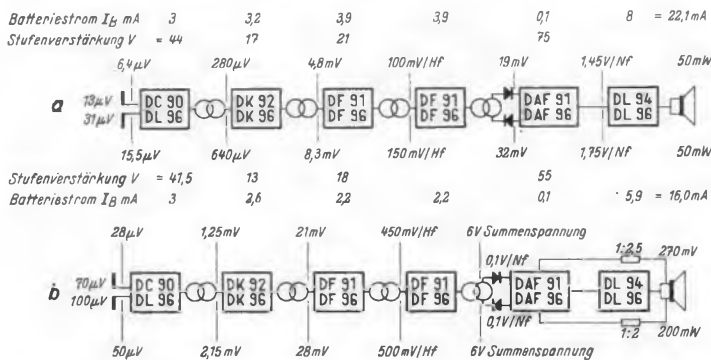 Batteriestrom I_B mA 3 3,2 3,9 3,9 0,1 8 = 22,1mA
Stufenverstärkung V = 44 17 21 75
6,4µV 280µV 4,8mV 100mV/Hf 19mV 1,45V/Nf 50mW
a 13µV 31µV
DC 90 DK 92 DF 91 DF 91 DAF 91 DL 94
DL 96 DK 96 DF 96 DF 96 DAF 96 DL 96
15,5µV 640µV 8,3mV 150mV/Hf 32mV 1,75V/Nf 50mW
Stufenverstärkung V = 41,5 13 18 55
Batteriestrom I_B mA 3 2,6 2,2 2,2 0,1 5,9 = 16,0mA
28µV 1,25mV 21mV 450mV/Hf 6V Summenspannung
0,1V/Nf 1:2,5 270mV
b 70µV 100µV
DC 90 DK 92 DF 91 DF 91 DAF 91 DL 94
DL 96 DK 96 DF 96 DF 96 DAF 96 DL 96
0,1V/Nf 1:2 200mW
50µV 2,15mV 28mV 500mV/Hf 6V Summenspannung